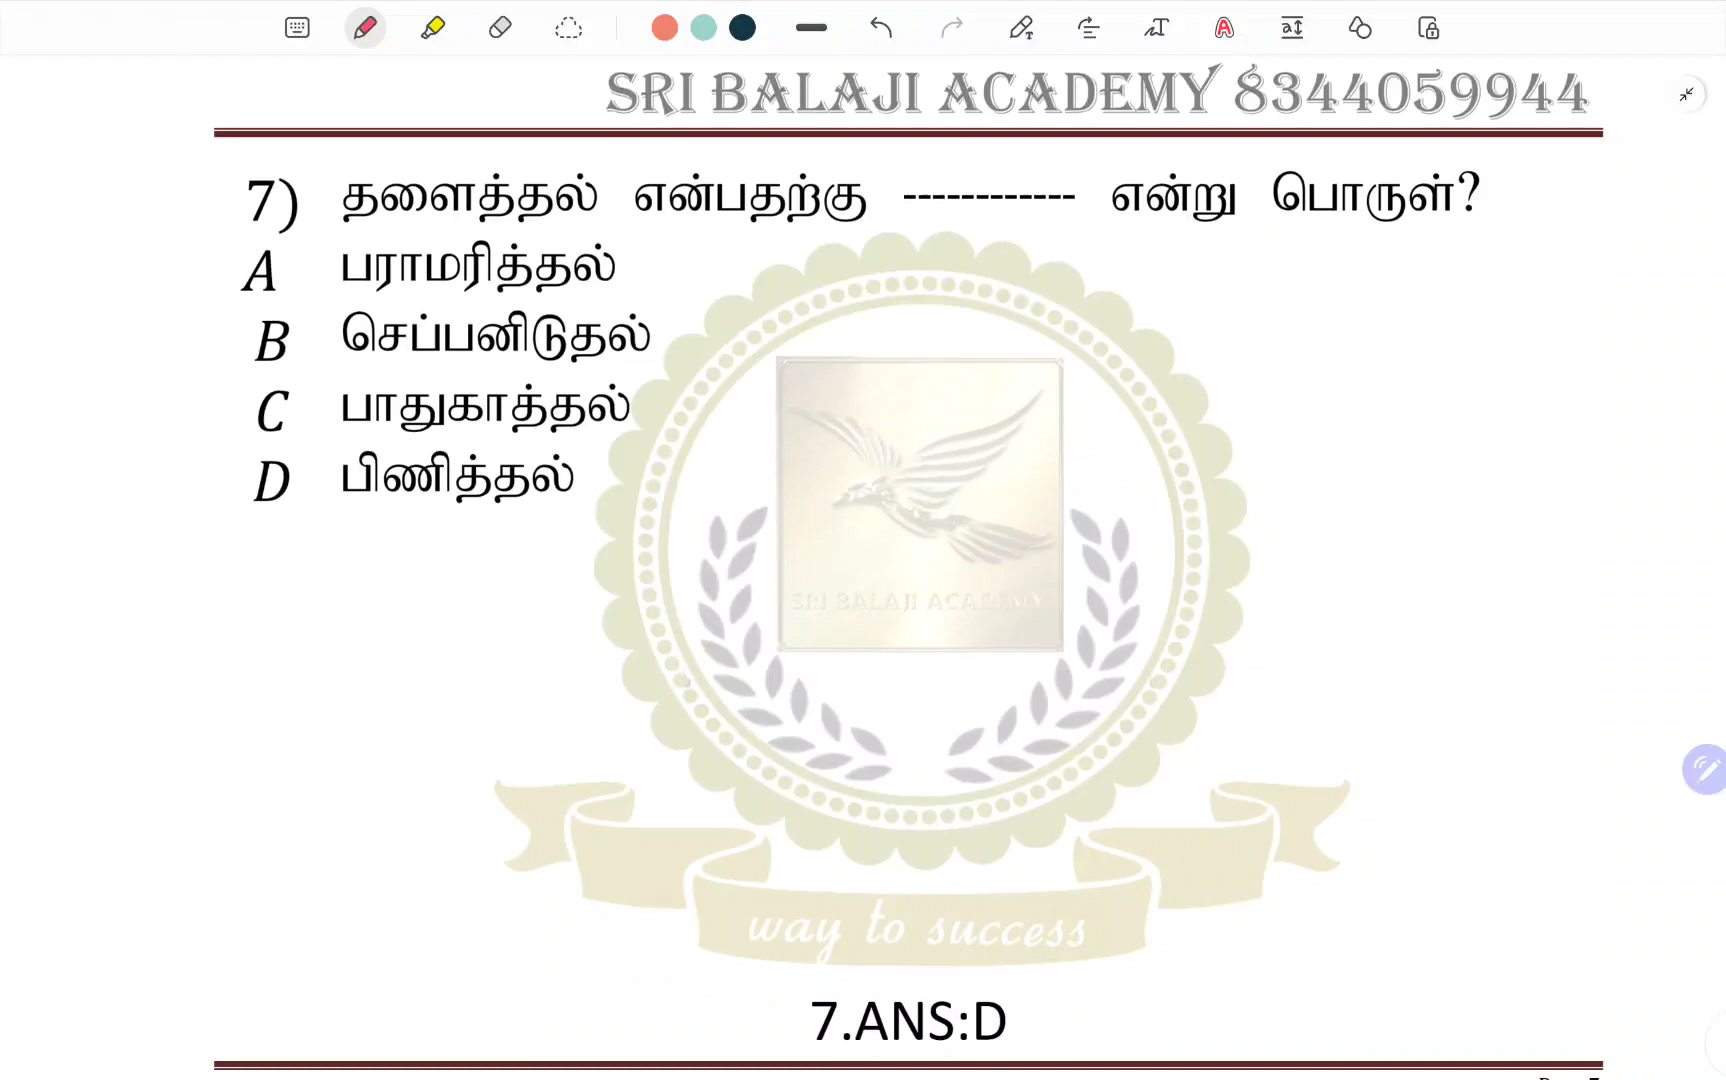 SRI BALAJI ACADEMY 8344059944
7) தளைத்தல் என்பதற்கு ------------ என்று பொருள்?
A பராமரித்தல்
B செப்பனிடுதல்
C பாதுகாத்தல்
D பிணித்தல்
SRI BALAJI ACADEMY
way to success
7.ANS:D